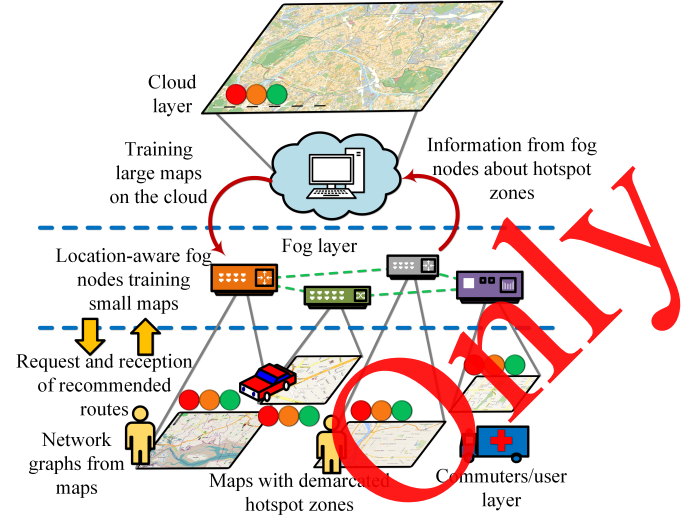 Cloud
layer
Training
large maps
on the cloud
Information from fog
nodes about hotspot
zones
Fog layer
Location-aware fog
nodes training
small maps
Request and reception
of recommended
routes
Network
graphs from
maps
Maps with demarcated
hotspot zones
Commuters/user
layer
Only